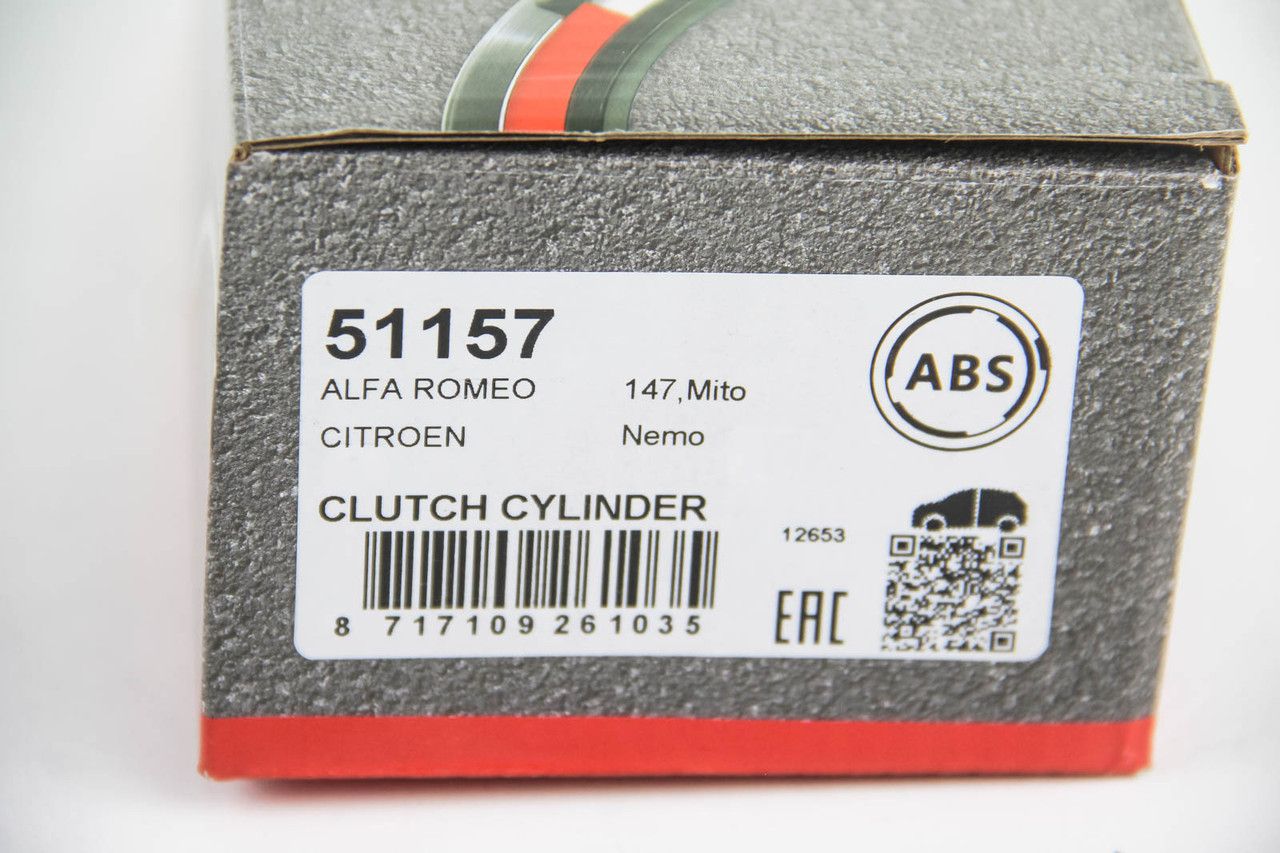 51157
ALFA ROMEO 147,Mito
CITROEN Nemo
ABS
CLUTCH CYLINDER
12653
8 717109 261035
EAC